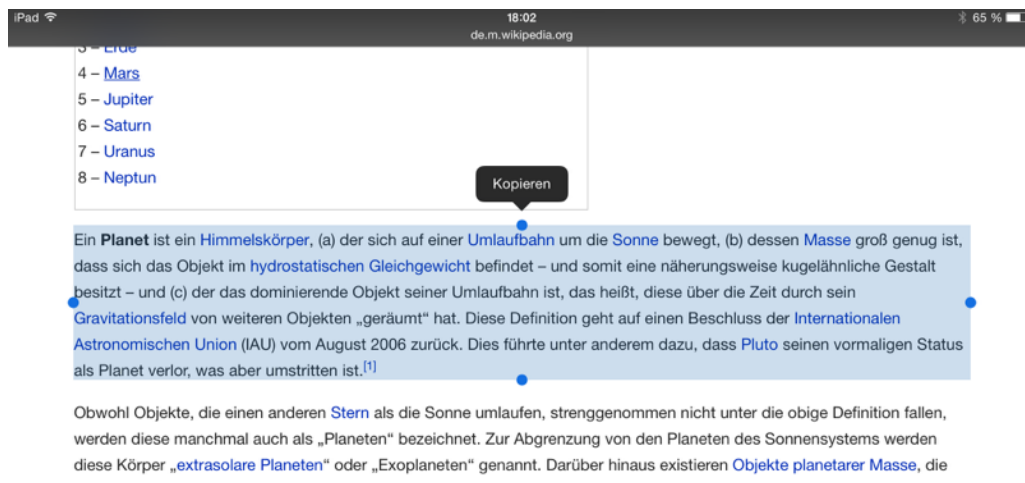 iPad 18:02 65 %
de.m.wikipedia.org
3 – Erde
4 – Mars
5 – Jupiter
6 – Saturn
7 – Uranus
8 – Neptun
Kopieren
Ein Planet ist ein Himmelskörper, (a) der sich auf einer Umlaufbahn um die Sonne bewegt, (b) dessen Masse groß genug ist,
dass sich das Objekt im hydrostatischen Gleichgewicht befindet – und somit eine näherungsweise kugelähnliche Gestalt
besitzt – und (c) der das dominierende Objekt seiner Umlaufbahn ist, das heißt, diese über die Zeit durch sein
Gravitationsfeld von weiteren Objekten „geräumt“ hat. Diese Definition geht auf einen Beschluss der Internationalen
Astronomischen Union (IAU) vom August 2006 zurück. Dies führte unter anderem dazu, dass Pluto seinen vormaligen Status
als Planet verlor, was aber umstritten ist.[1]
Obwohl Objekte, die einen anderen Stern als die Sonne umlaufen, strenggenommen nicht unter die obige Definition fallen,
werden diese manchmal auch als „Planeten“ bezeichnet. Zur Abgrenzung von den Planeten des Sonnensystems werden
diese Körper „extrasolare Planeten“ oder „Exoplaneten“ genannt. Darüber hinaus existieren Objekte planetarer Masse, die